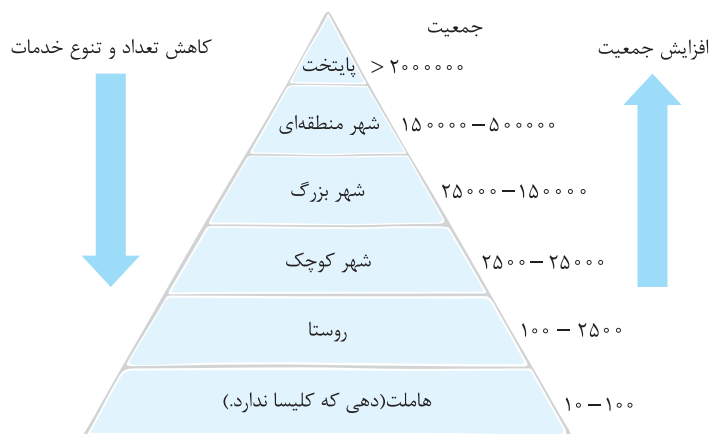 جمعیت
افزایش جمعیت
کاهش تعداد و تنوع خدمات
پایتخت
> ۲۰۰۰۰۰۰
شهر منطقه‌ای
۱۵۰۰۰۰ – ۵۰۰۰۰۰
شهر بزرگ
۲۵۰۰۰ – ۱۵۰۰۰۰
شهر کوچک
۲۵۰۰ – ۲۵۰۰۰
روستا
۱۰۰ – ۲۵۰۰
هاملت(دهی که کلیسا ندارد.)
۱۰ – ۱۰۰